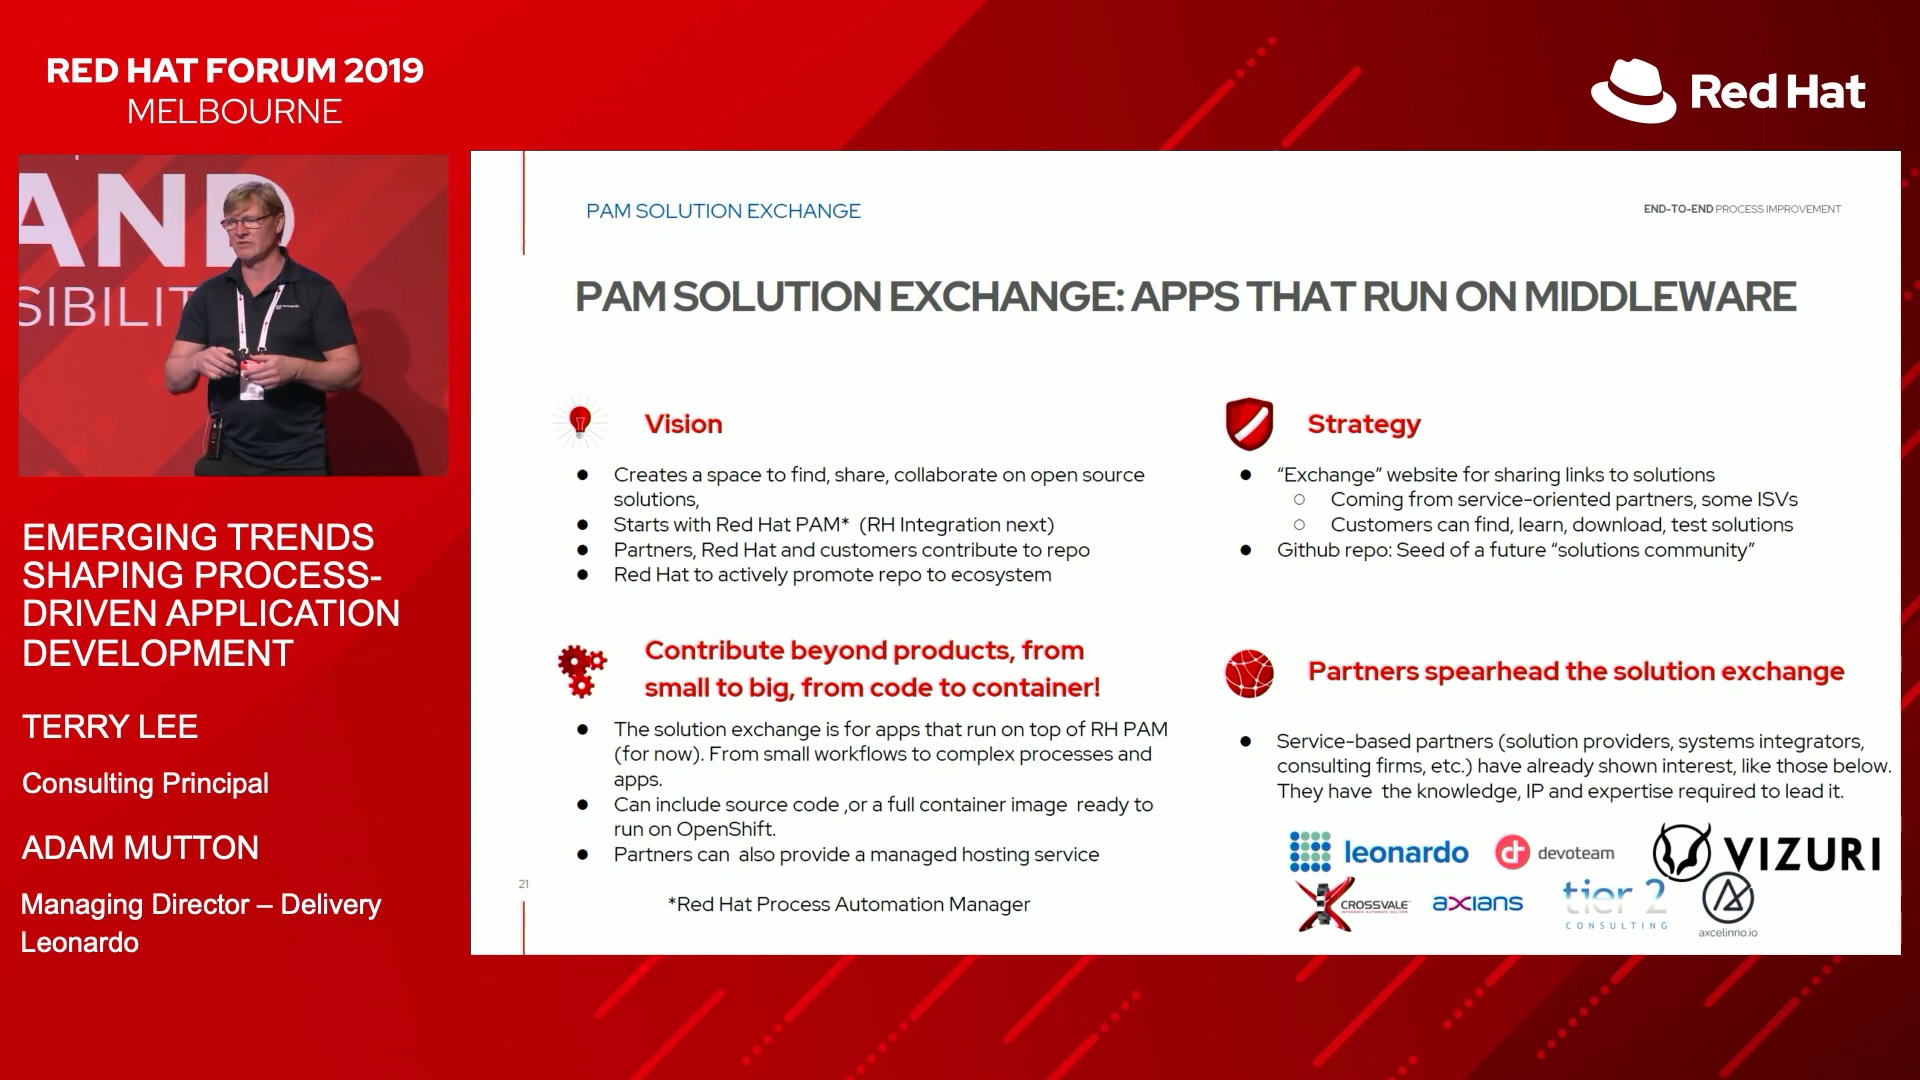 RED HAT FORUM 2019
MELBOURNE
Red Hat
AND
SIBILIT
EMERGING TRENDS
SHAPING PROCESS-
DRIVEN APPLICATION
DEVELOPMENT
TERRY LEE
Consulting Principal
ADAM MUTTON
Managing Director – Delivery
Leonardo
PAM SOLUTION EXCHANGE
END-TO-END PROCESS IMPROVEMENT
PAM SOLUTION EXCHANGE: APPS THAT RUN ON MIDDLEWARE
Vision
● Creates a space to find, share, collaborate on open source
solutions,
● Starts with Red Hat PAM* (RH Integration next)
● Partners, Red Hat and customers contribute to repo
● Red Hat to actively promote repo to ecosystem
Strategy
● “Exchange” website for sharing links to solutions
○ Coming from service-oriented partners, some ISVs
○ Customers can find, learn, download, test solutions
● Github repo: Seed of a future “solutions community”
Contribute beyond products, from
small to big, from code to container!
● The solution exchange is for apps that run on top of RH PAM
(for now). From small workflows to complex processes and
apps.
● Can include source code ,or a full container image ready to
run on OpenShift.
● Partners can also provide a managed hosting service
*Red Hat Process Automation Manager
21
Partners spearhead the solution exchange
● Service-based partners (solution providers, systems integrators,
consulting firms, etc.) have already shown interest, like those below.
They have the knowledge, IP and expertise required to lead it.
leonardo
devoteam
VIZURI
CROSSVALE
INTEGRATE·AUTOMATE·DELIVER
axians
tier 2
CONSULTING
axcelinno.io